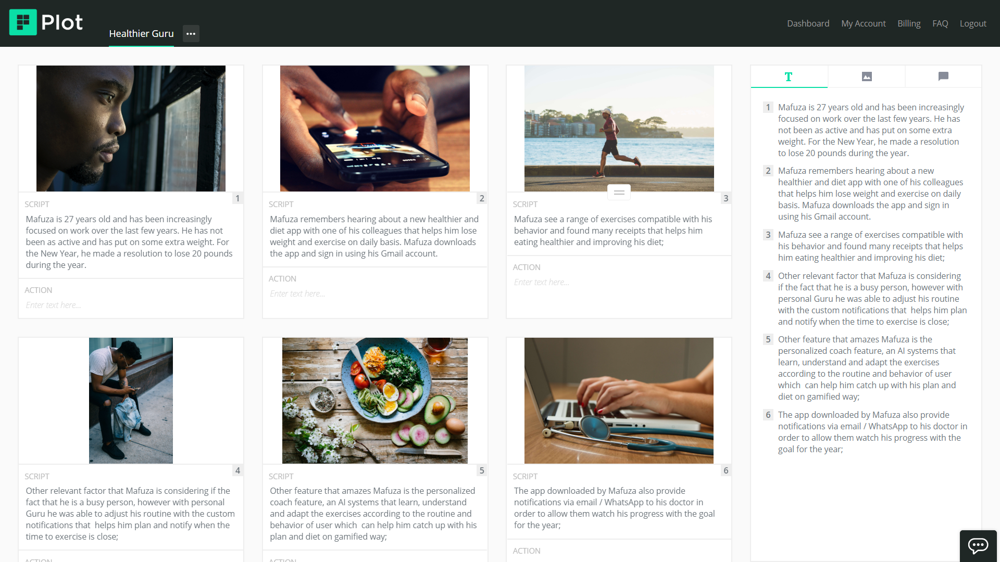 Plot
Healthier Guru
Dashboard
My Account
Billing
FAQ
Logout
1
SCRIPT
Mafuza is 27 years old and has been increasingly
focused on work over the last few years. He has not
been as active and has put on some extra weight. For
the New Year, he made a resolution to lose 20 pounds
during the year.
ACTION
Enter text here...
2
SCRIPT
Mafuza remembers hearing about a new healthier and
diet app with one of his colleagues that helps him lose
weight and exercise on daily basis. Mafuza downloads
the app and sign in using his Gmail account.
ACTION
Enter text here...
3
SCRIPT
Mafuza see a range of exercises compatible with his
behavior and found many receipts that helps him
eating healthier and improving his diet;
ACTION
Enter text here...
4
SCRIPT
Other relevant factor that Mafuza is considering if the
fact that he is a busy person, however with personal
Guru he was able to adjust his routine with the custom
notifications that  helps him plan and notify when the
time to exercise is close;
ACTION
5
SCRIPT
Other feature that amazes Mafuza is the personalized
coach feature, an AI systems that learn, understand
and adapt the exercises according to the routine and
behavior of user which  can help him catch up with his
plan and diet on gamified way;
ACTION
6
SCRIPT
The app downloaded by Mafuza also provide
notifications via email / WhatsApp to his doctor in
order to allow them watch his progress with the goal
for the year;
ACTION
T
1 Mafuza is 27 years old and has been increasingly
focused on work over the last few years. He has
not been as active and has put on some extra
weight. For the New Year, he made a resolution
to lose 20 pounds during the year.
2 Mafuza remembers hearing about a new
healthier and diet app with one of his colleagues
that helps him lose weight and exercise on daily
basis. Mafuza downloads the app and sign in
using his Gmail account.
3 Mafuza see a range of exercises compatible with
his behavior and found many receipts that helps
him eating healthier and improving his diet;
4 Other relevant factor that Mafuza is considering
if the fact that he is a busy person, however with
personal Guru he was able to adjust his routine
with the custom notifications that  helps him plan
and notify when the time to exercise is close;
5 Other feature that amazes Mafuza is the
personalized coach feature, an AI systems that
learn, understand and adapt the exercises
according to the routine and behavior of user
which  can help him catch up with his plan and
diet on gamified way;
6 The app downloaded by Mafuza also provide
notifications via email / WhatsApp to his doctor in
order to allow them watch his progress with the
goal for the year;